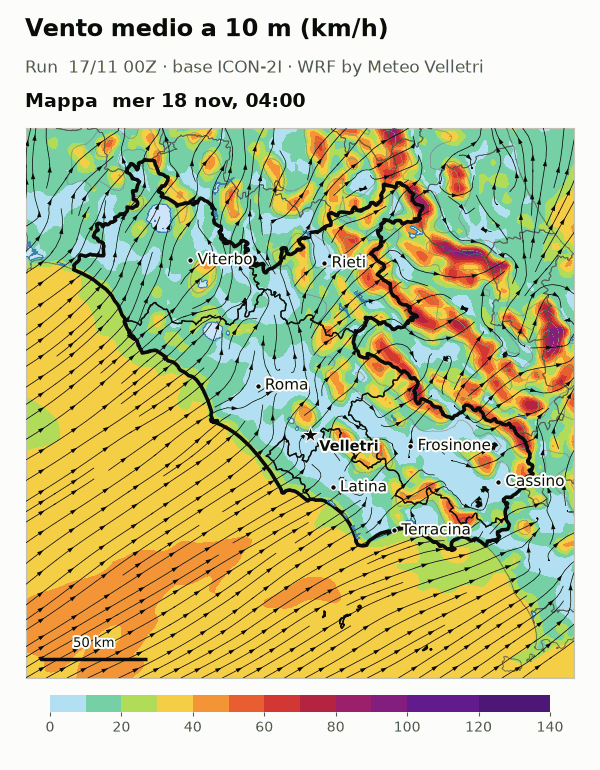 Vento medio a 10 m (km/h)
Run 17/11 00Z · base ICON-2I · WRF by Meteo Velletri
Mappa mer 18 nov, 04:00
Viterbo
Rieti
Roma
Velletri
Frosinone
Latina
Cassino
Terracina
50 km
0 20 40 60 80 100 120 140